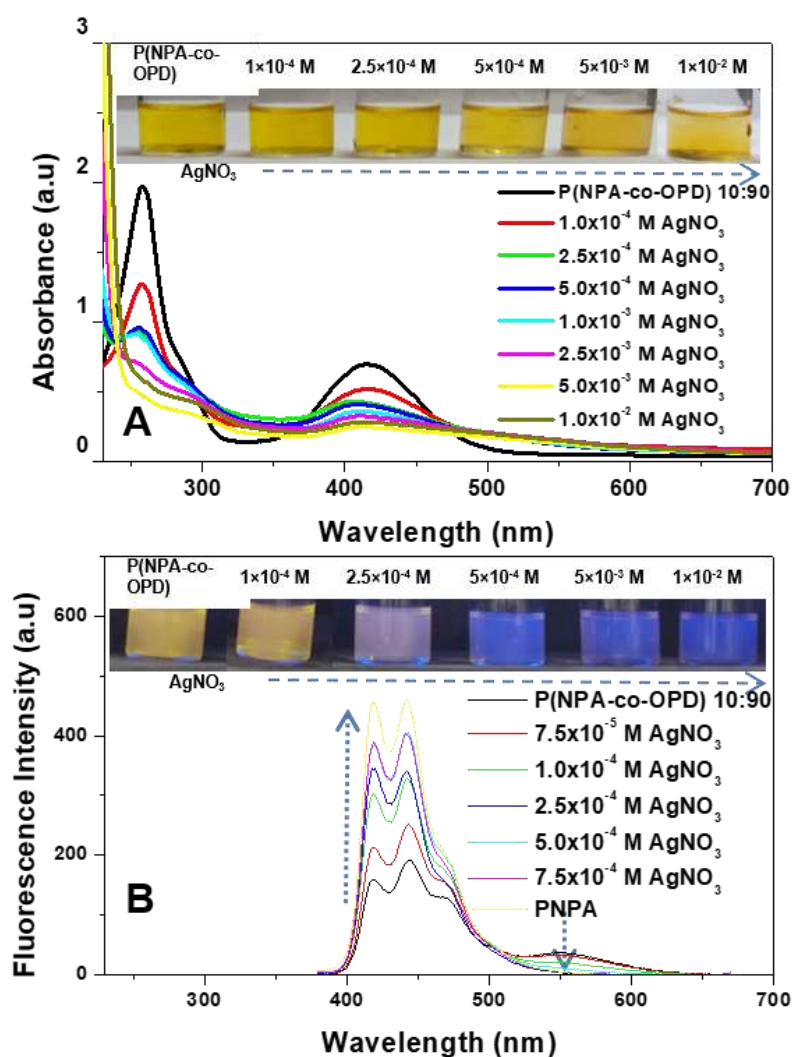 3
P(NPA-co-
OPD)
1×10⁻⁴ M 2.5×10⁻⁴ M 5×10⁻⁴ M 5×10⁻³ M 1×10⁻² M
AgNO₃
2
P(NPA-co-OPD) 10:90
1.0x10⁻⁴ M AgNO₃
2.5x10⁻⁴ M AgNO₃
5.0x10⁻⁴ M AgNO₃
1.0x10⁻³ M AgNO₃
2.5x10⁻³ M AgNO₃
5.0x10⁻³ M AgNO₃
1.0x10⁻² M AgNO₃
1
0
Absorbance (a.u)
A
300 400 500 600 700
Wavelength (nm)
P(NPA-co-
OPD)
1×10⁻⁴ M 2.5×10⁻⁴ M 5×10⁻⁴ M 5×10⁻³ M 1×10⁻² M
600
AgNO₃
P(NPA-co-OPD) 10:90
7.5x10⁻⁵ M AgNO₃
1.0x10⁻⁴ M AgNO₃
2.5x10⁻⁴ M AgNO₃
5.0x10⁻⁴ M AgNO₃
7.5x10⁻⁴ M AgNO₃
PNPA
400
200
0
Fluorescence Intensity (a.u)
B
300 400 500 600 700
Wavelength (nm)